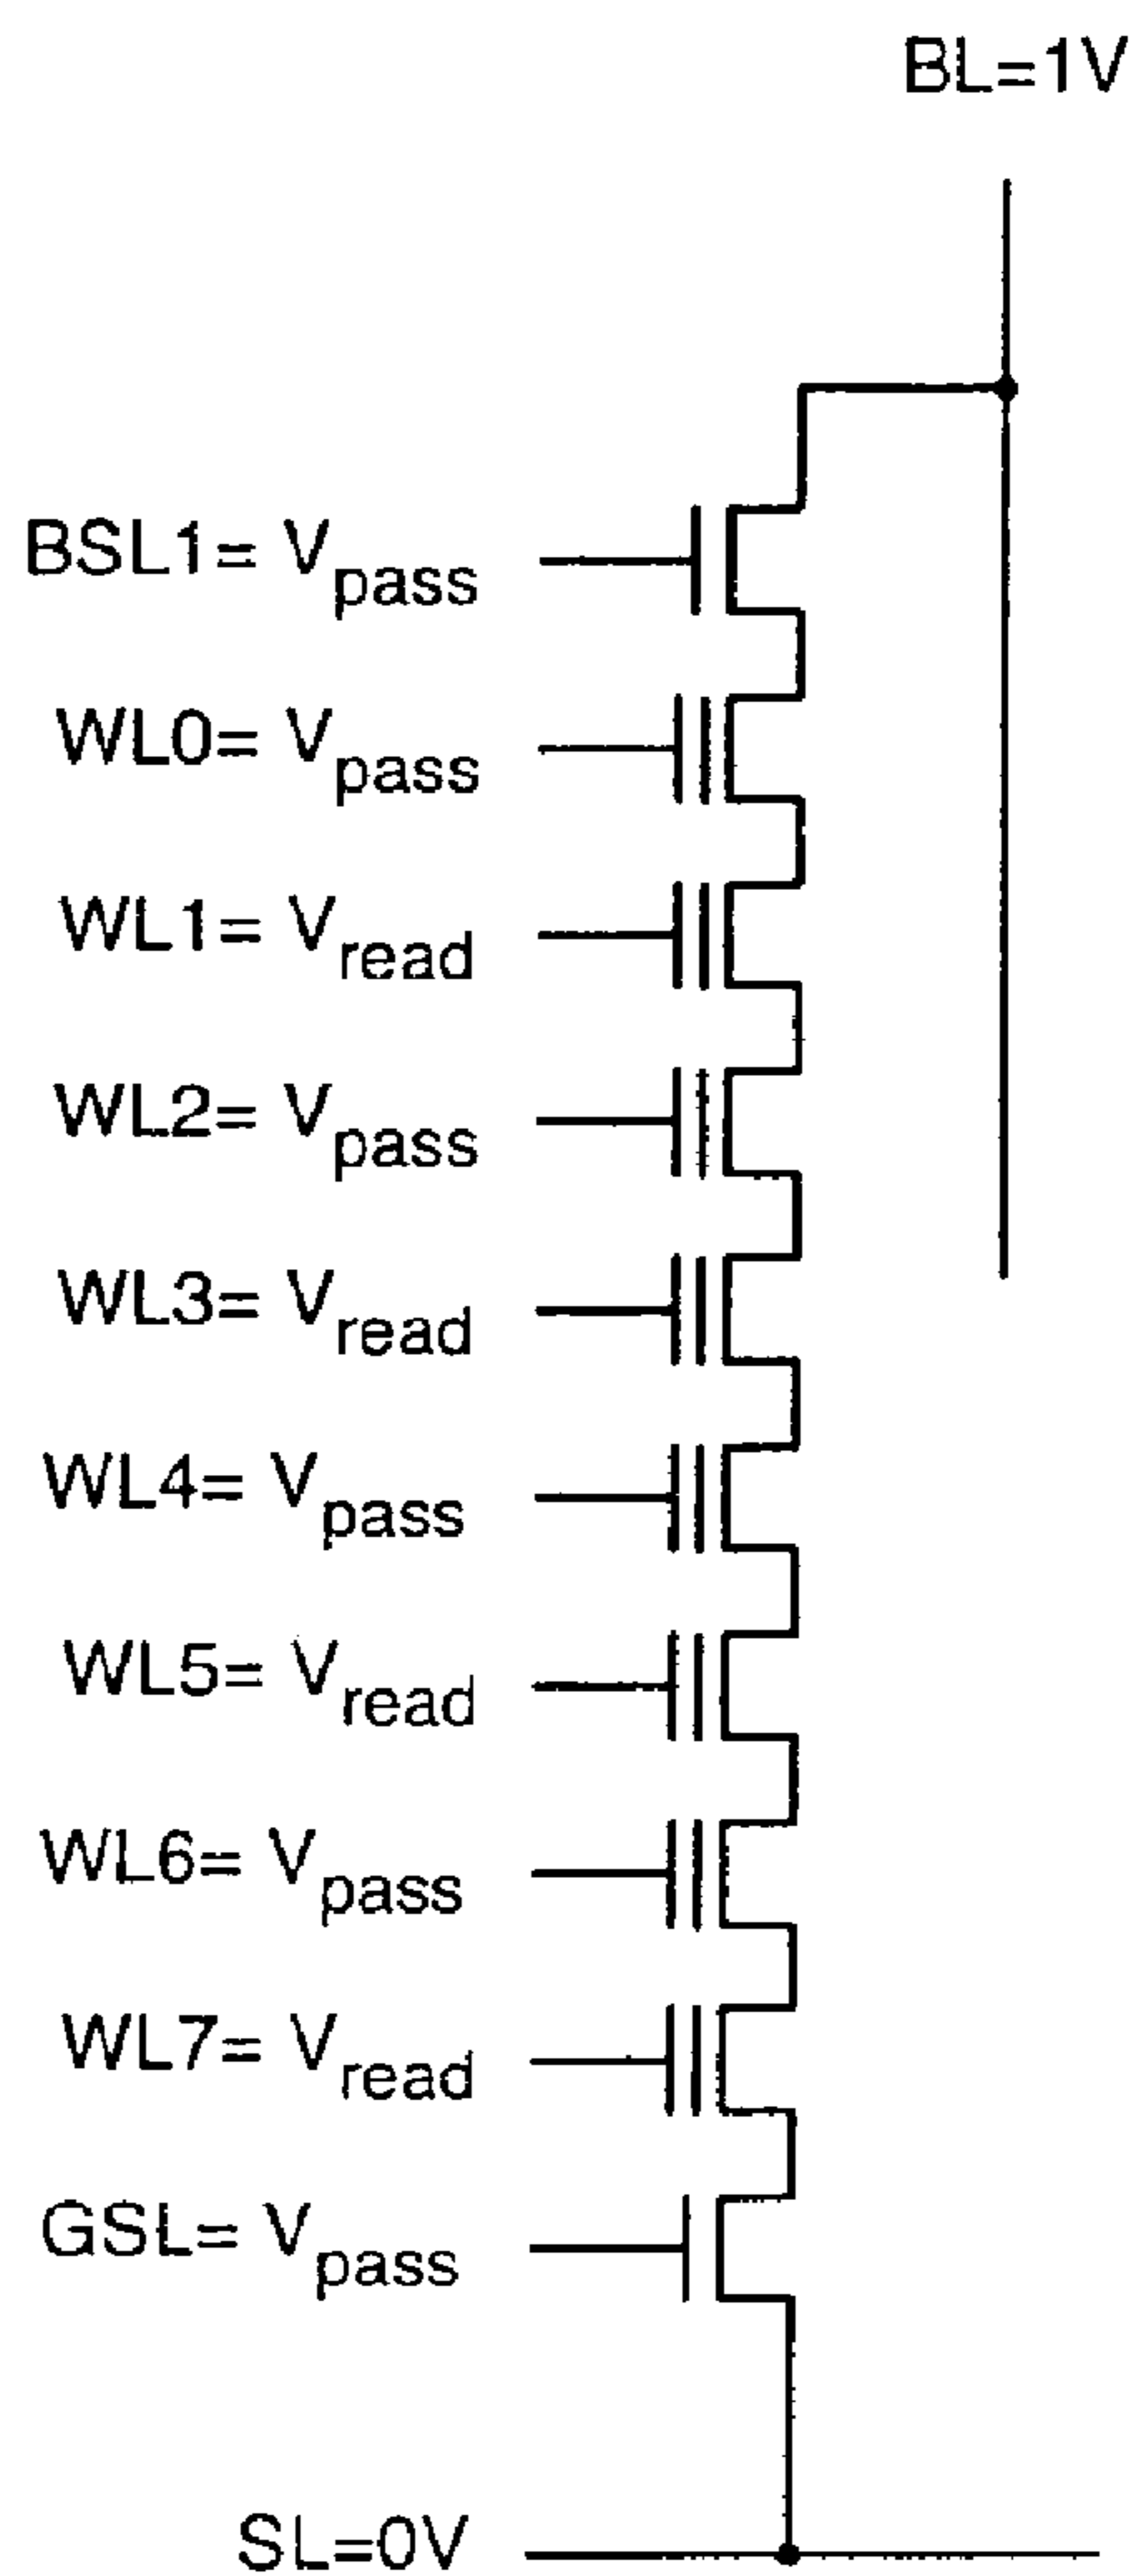 BL=1V
BSL1= Vpass
WL0= Vpass
WL1= Vread
WL2= Vpass
WL3= Vread
WL4= Vpass
WL5= Vread
WL6= Vpass
WL7= Vread
GSL= Vpass
SL=0V